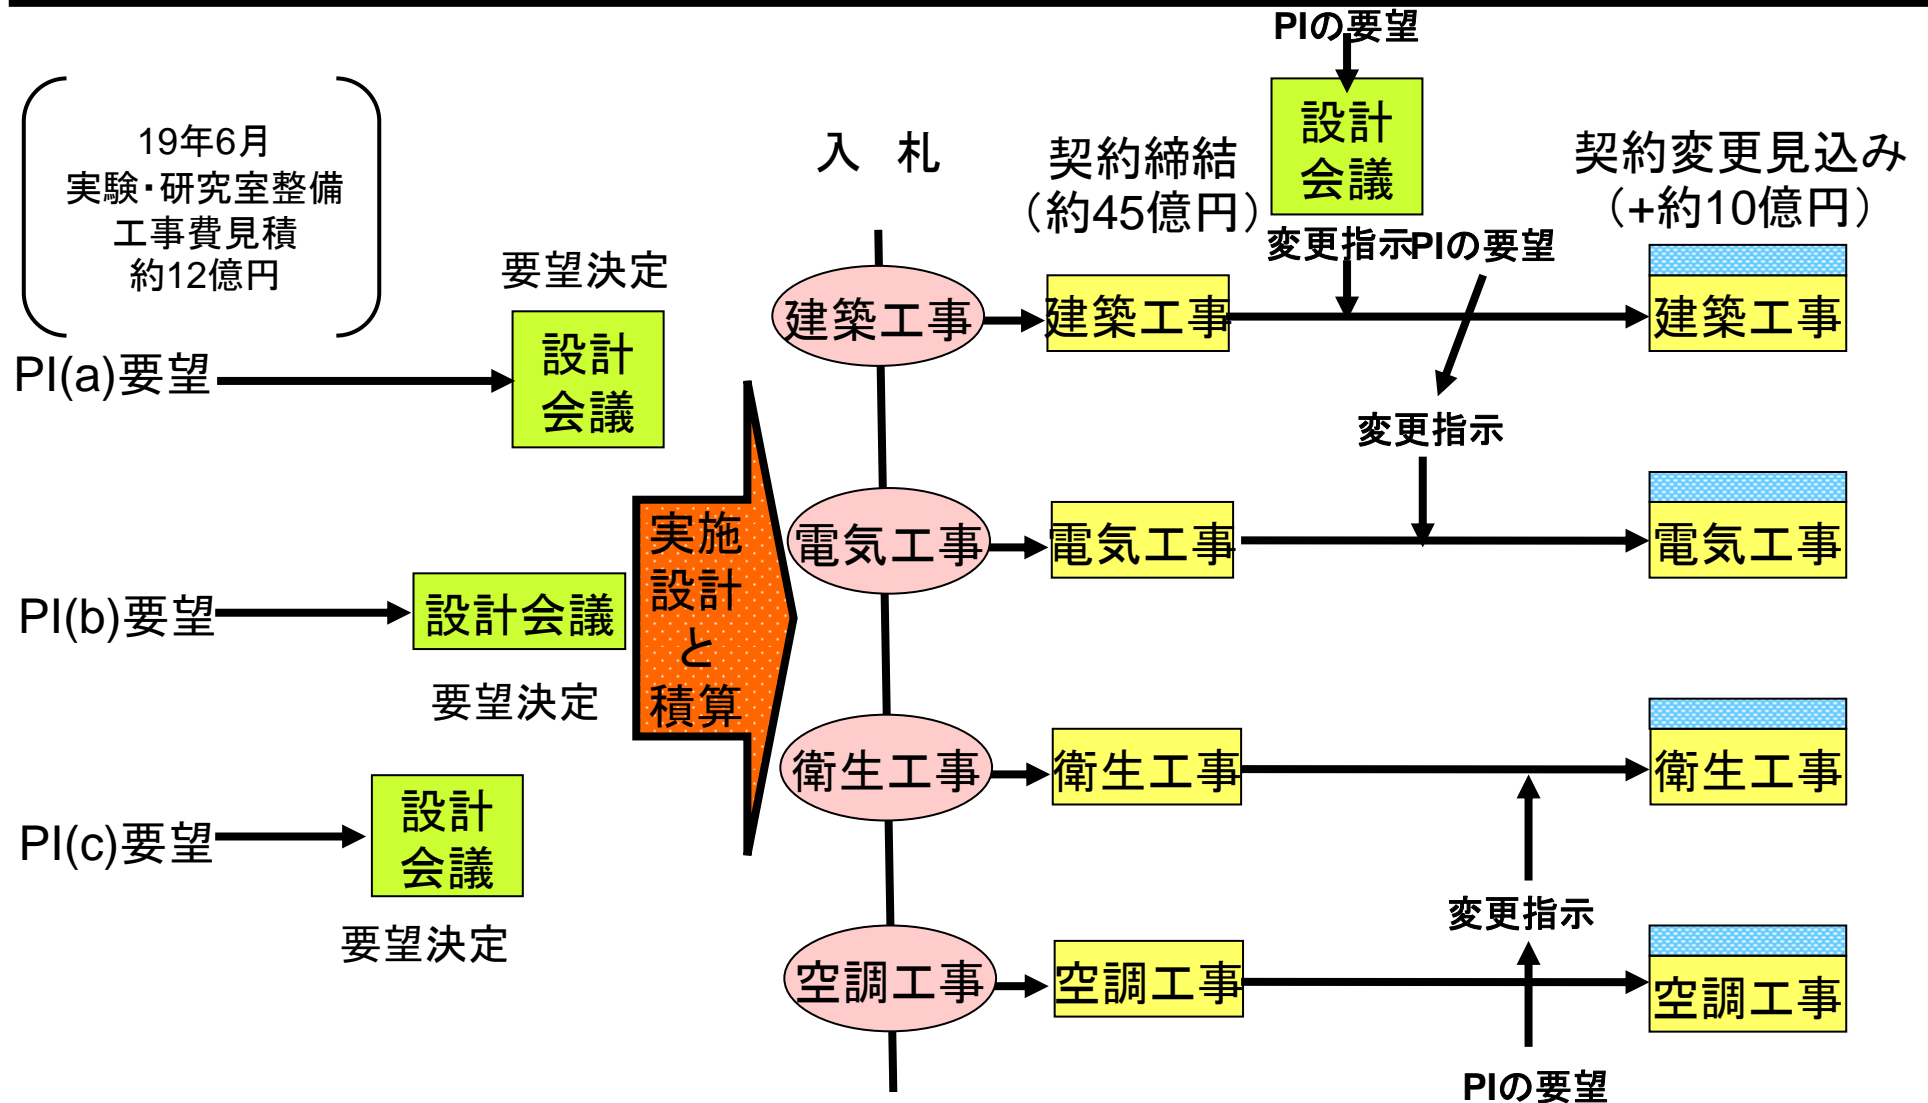 PIの要望
19年6月
実験・研究室整備
工事費見積
約12億円
入 札
契約締結
（約45億円）
設計
会議
契約変更見込み
（+約10億円）
要望決定
変更指示
PIの要望
建築工事
建築工事
建築工事
PI(a)要望
設計
会議
変更指示
実施
設計
と
積算
電気工事
電気工事
電気工事
PI(b)要望
設計会議
要望決定
衛生工事
衛生工事
衛生工事
PI(c)要望
設計
会議
変更指示
要望決定
空調工事
空調工事
空調工事
PIの要望